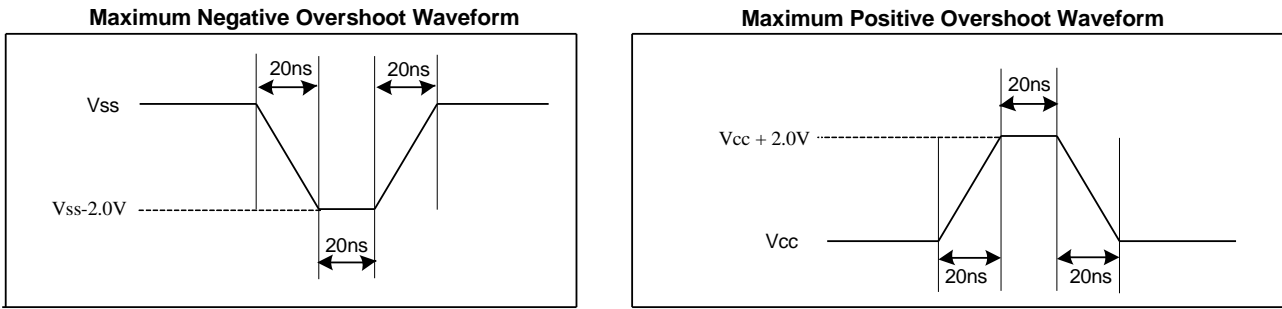 Maximum Negative Overshoot Waveform
20ns 20ns
Vss
Vss-2.0V
20ns
Maximum Positive Overshoot Waveform
20ns
Vcc + 2.0V
Vcc
20ns 20ns